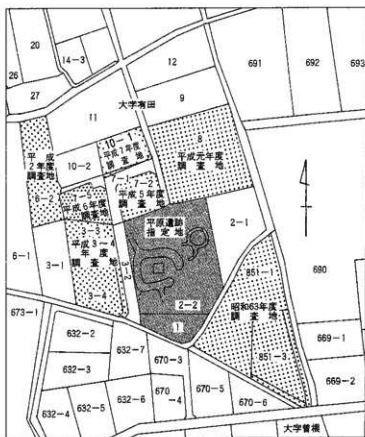 20
14-3
12
691
692
693
26
27
大字有田
9
11
10-1
平成7年度
調査地
8
平成元年度
調査地
平成
2年度
調査地
6-2
10-2
平成5年度
調査地
平成6年度
調査地
3-3
平成3~4
年度
調査地
3-4
3-2
平原遺跡
指定地
2-1
6-1
3-1
2-2
1
851-1
昭和63年度
調査地
851-3
690
673-1
632-2
632-7
670-3
669-1
632-3
670
-4
670-5
669-2
632-4
632-5
632-6
670-6
大字曽根